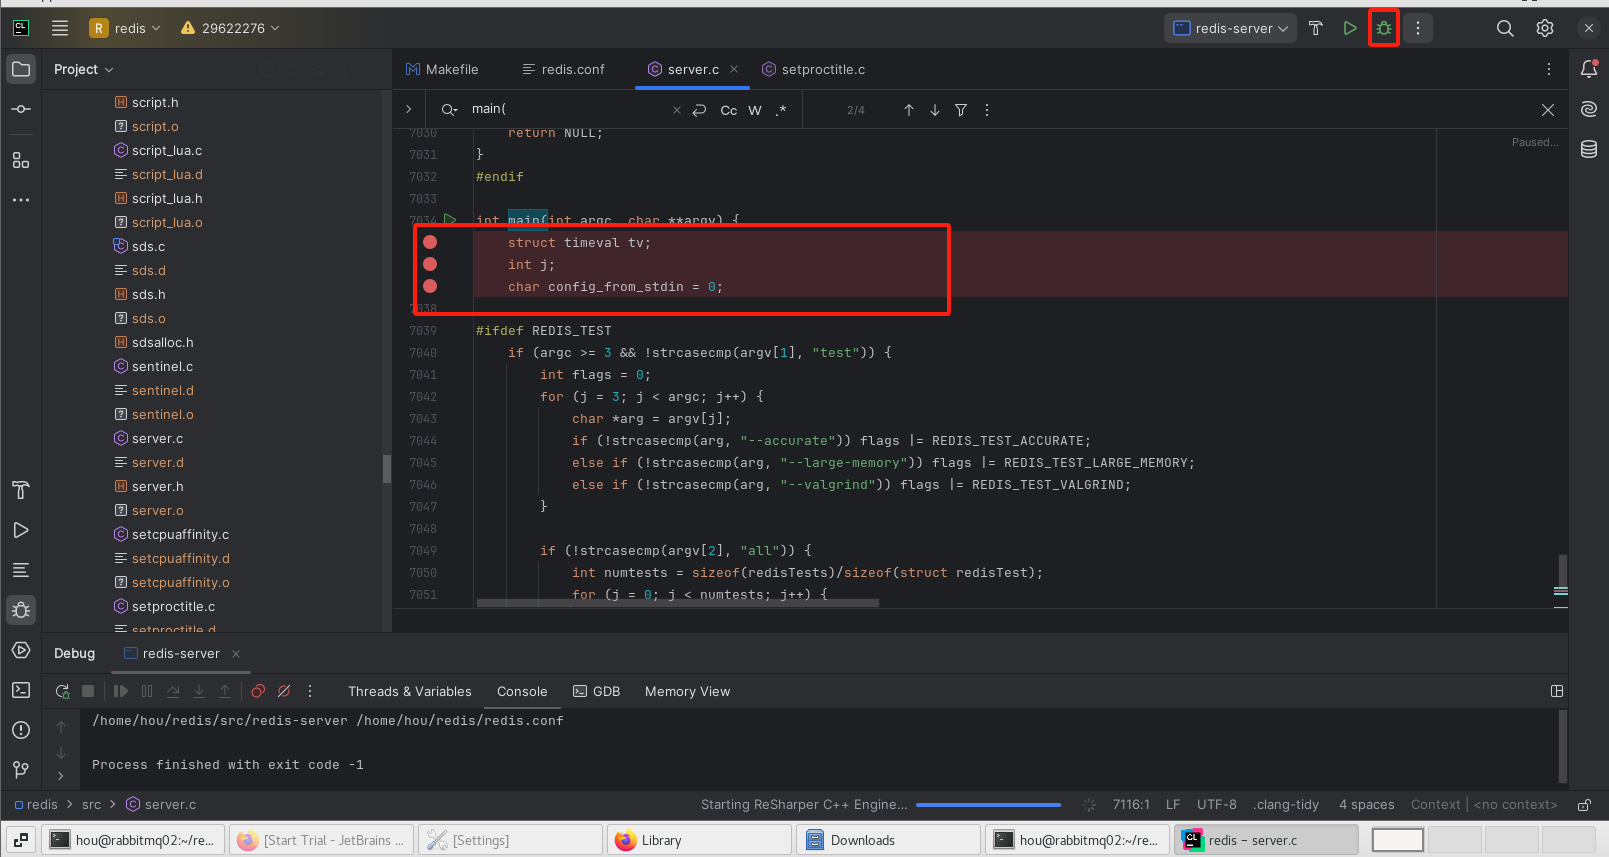 CL
R redis
29622276
redis-server
Project
script.h
script.o
script_lua.c
script_lua.d
script_lua.h
script_lua.o
sds.c
sds.d
sds.h
sds.o
sdsalloc.h
sentinel.c
sentinel.d
sentinel.o
server.c
server.d
server.h
server.o
setcpuaffinity.c
setcpuaffinity.d
setcpuaffinity.o
setproctitle.c
setproctitle.d
Makefile
redis.conf
server.c
setproctitle.c
main(
Cc W .*
2/4
Paused...
7030 return NULL;
7031 }
7032 #endif
7033
7034 int main(int argc, char **argv) {
struct timeval tv;
int j;
char config_from_stdin = 0;
7038
7039 #ifdef REDIS_TEST
7040 if (argc >= 3 && !strcasecmp(argv[1], "test")) {
7041 int flags = 0;
7042 for (j = 3; j < argc; j++) {
7043 char *arg = argv[j];
7044 if (!strcasecmp(arg, "--accurate")) flags |= REDIS_TEST_ACCURATE;
7045 else if (!strcasecmp(arg, "--large-memory")) flags |= REDIS_TEST_LARGE_MEMORY;
7046 else if (!strcasecmp(arg, "--valgrind")) flags |= REDIS_TEST_VALGRIND;
7047 }
7048
7049 if (!strcasecmp(argv[2], "all")) {
7050 int numtests = sizeof(redisTests)/sizeof(struct redisTest);
7051 for (j = 0; j < numtests; j++) {
Debug
redis-server
Threads & Variables
Console
GDB
Memory View
/home/hou/redis/src/redis-server /home/hou/redis/redis.conf
Process finished with exit code -1
redis > src > server.c
Starting ReSharper C++ Engine...
7116:1
LF
UTF-8
.clang-tidy
4 spaces
Context | <no context>
hou@rabbitmq02:~/re...
[Start Trial - JetBrains ...
[Settings]
Library
Downloads
hou@rabbitmq02:~/re...
CL redis – server.c